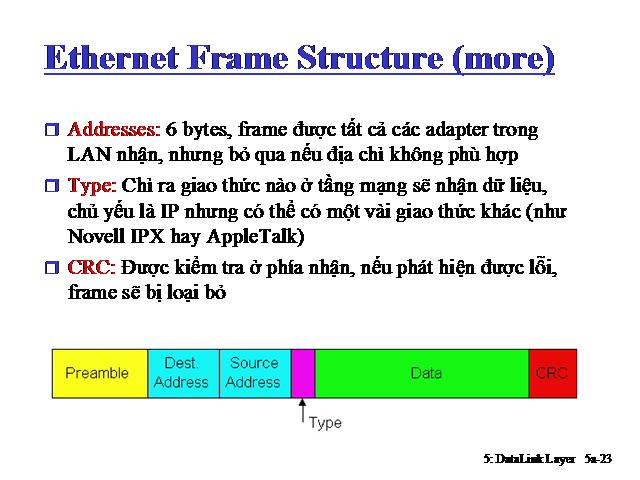 Ethernet Frame Structure (more)
Addresses: 6 bytes, frame được tất cả các adapter trong
LAN nhận, nhưng bỏ qua nếu địa chỉ không phù hợp
Type: Chỉ ra giao thức nào ở tầng mạng sẽ nhận dữ liệu,
chủ yếu là IP nhưng có thể có một vài giao thức khác (như
Novell IPX hay AppleTalk)
CRC: Được kiểm tra ở phía nhận, nếu phát hiện được lỗi,
frame sẽ bị loại bỏ
Preamble
Dest.
Address
Source
Address
Data
CRC
Type
5: DataLink Layer 5a-23